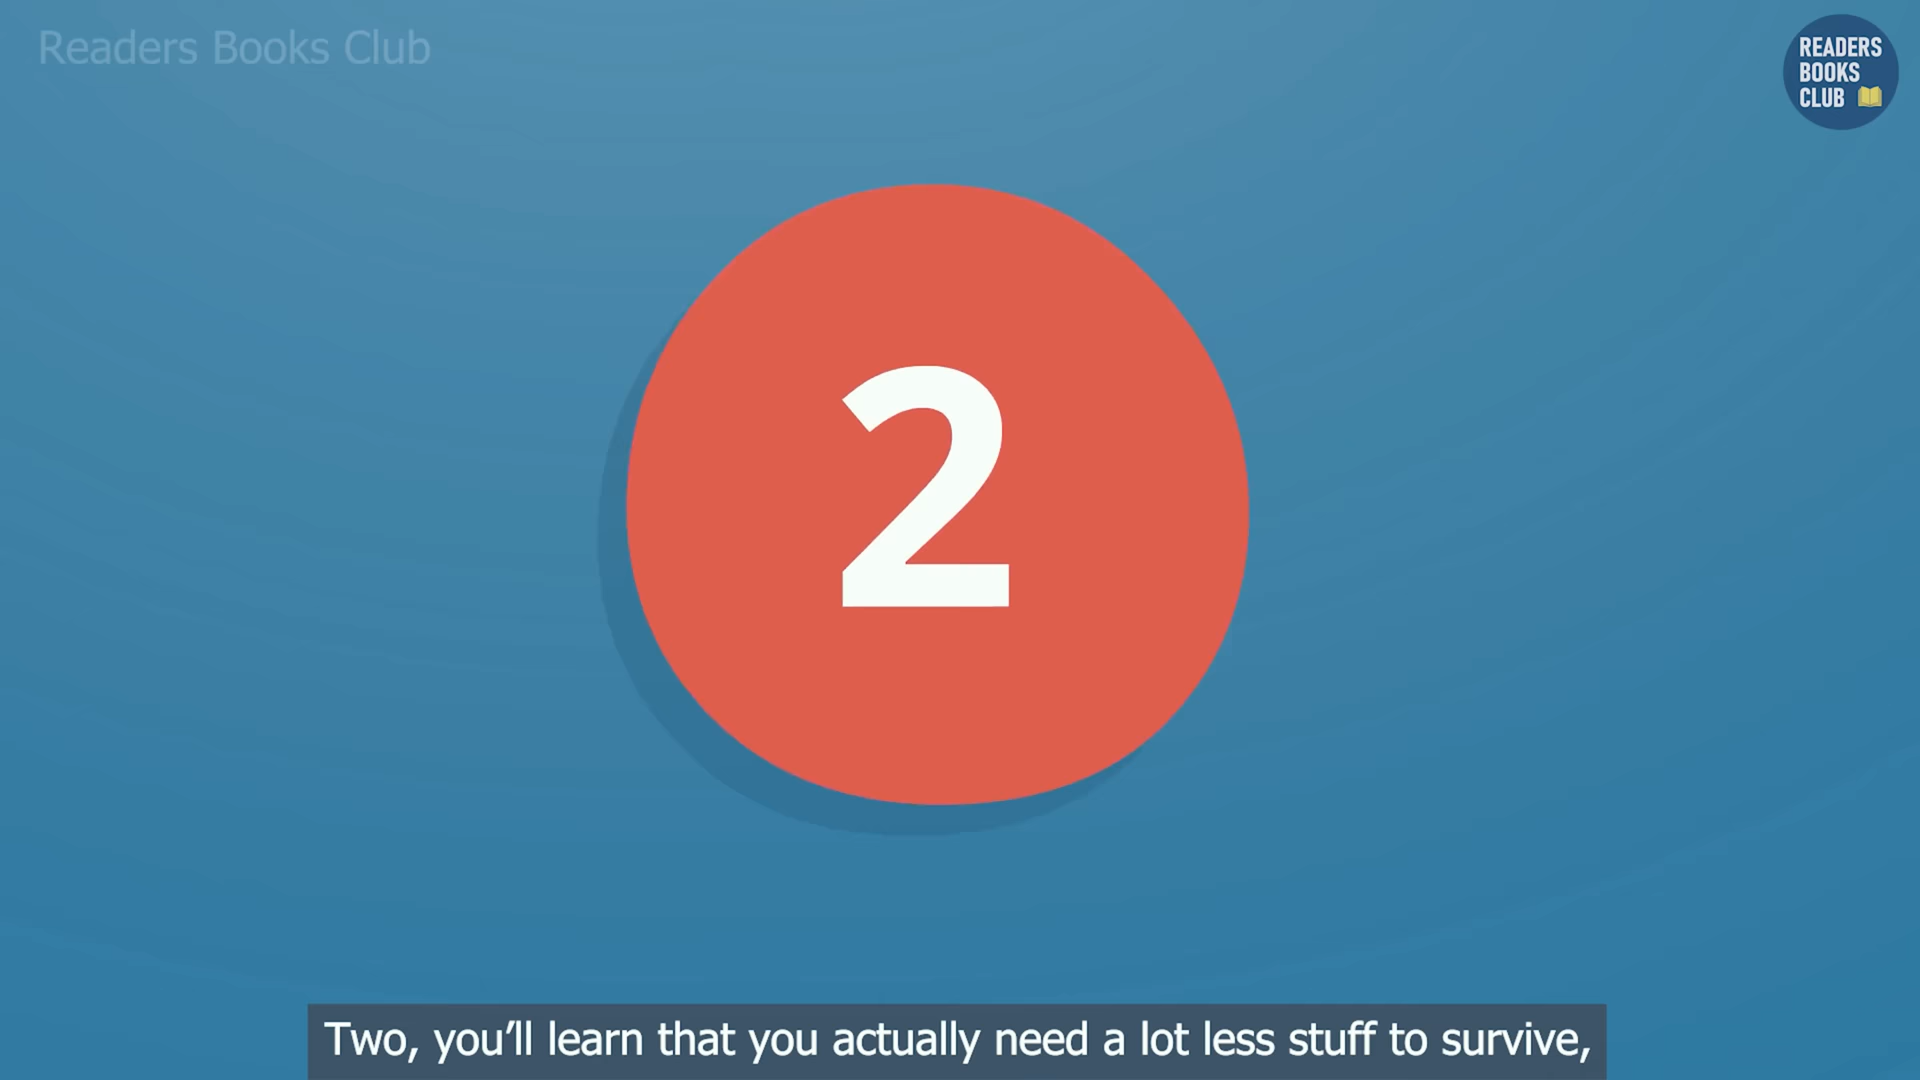 Readers Books Club
READERS
BOOKS
CLUB
2
Two, you’ll learn that you actually need a lot less stuff to survive,